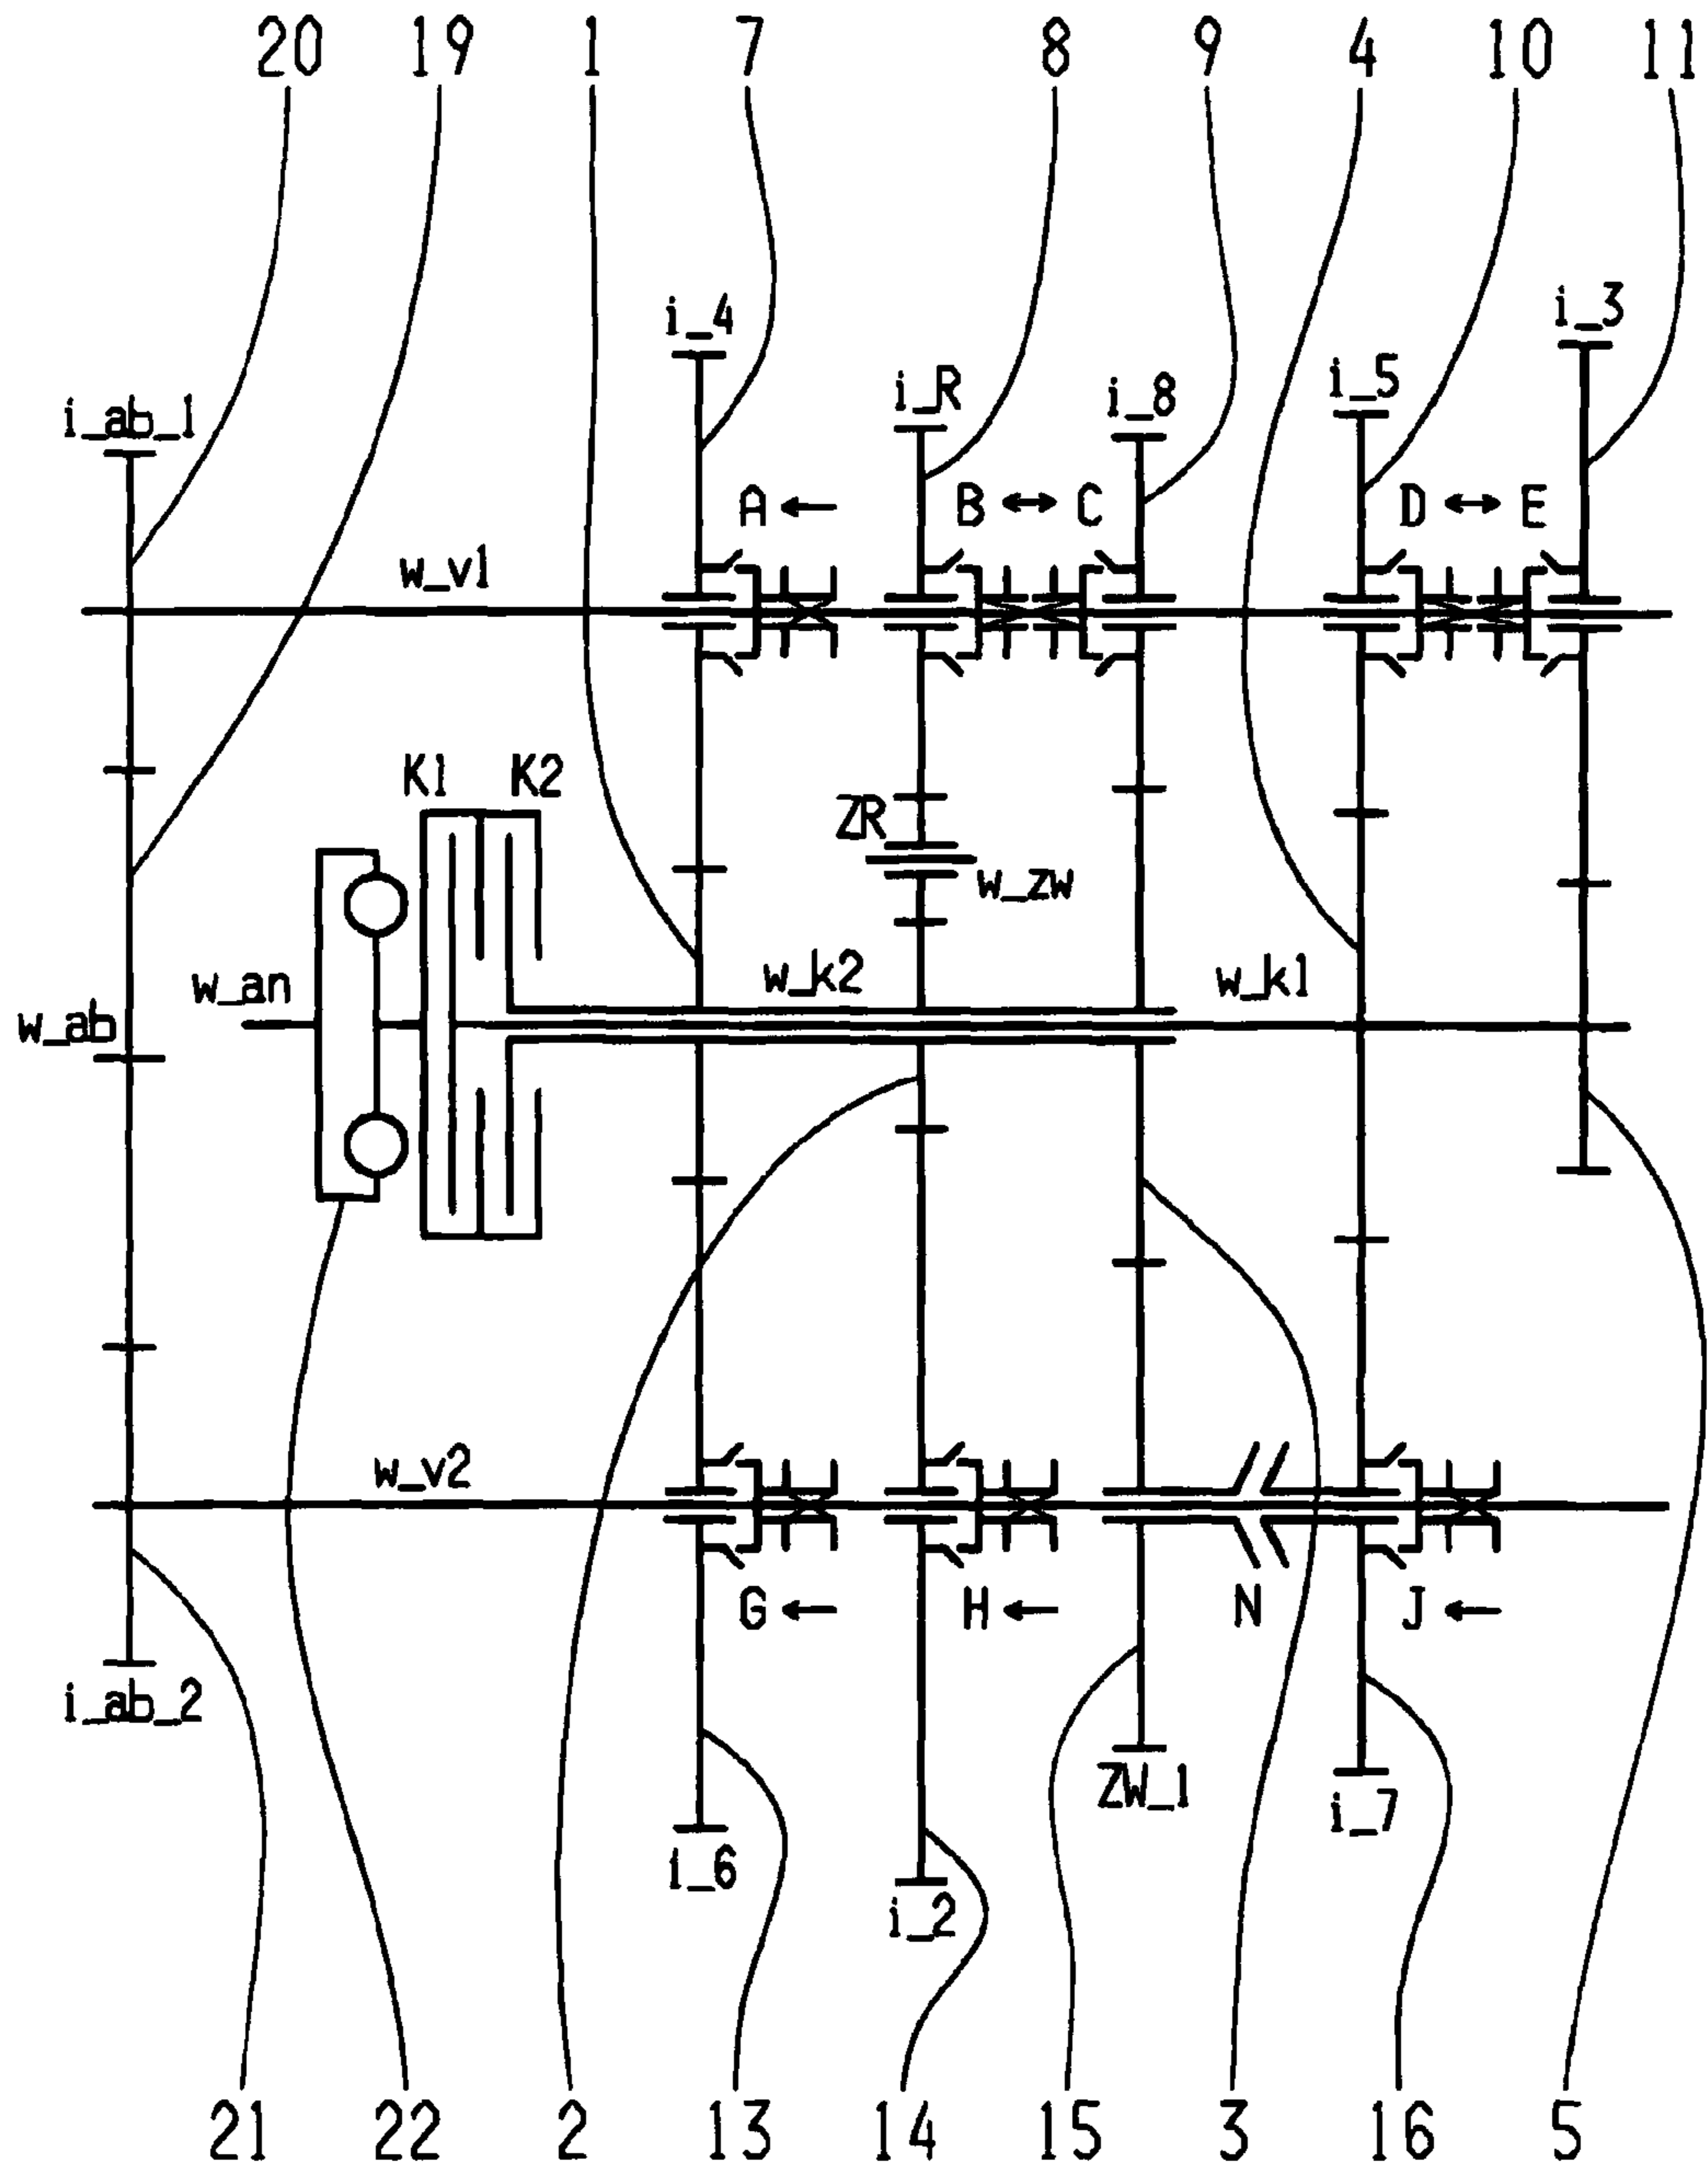 20 19 1 7 8 9 4 10 11
i_3
i_4
i_5
i_R
i_8
i_ab_1
A B C D E
w_v1
K1 K2
ZR
w_zw
w_k2 w_k1
w_an
w_ab
w_v2
G H N J
i_ab_2
ZW_1
i_7
i_6
i_2
21 22 2 13 14 15 3 16 5